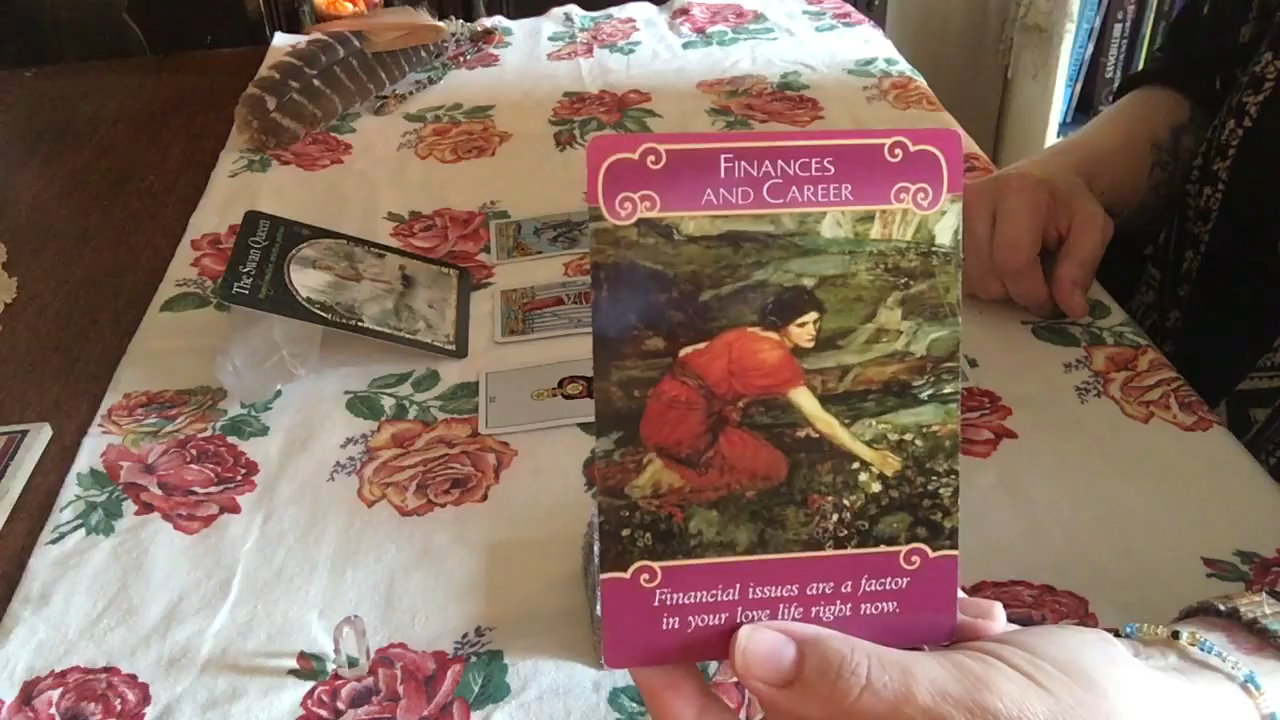 FINANCES
AND CAREER
The Swan Queen
Financial issues are a factor
in your love life right now.